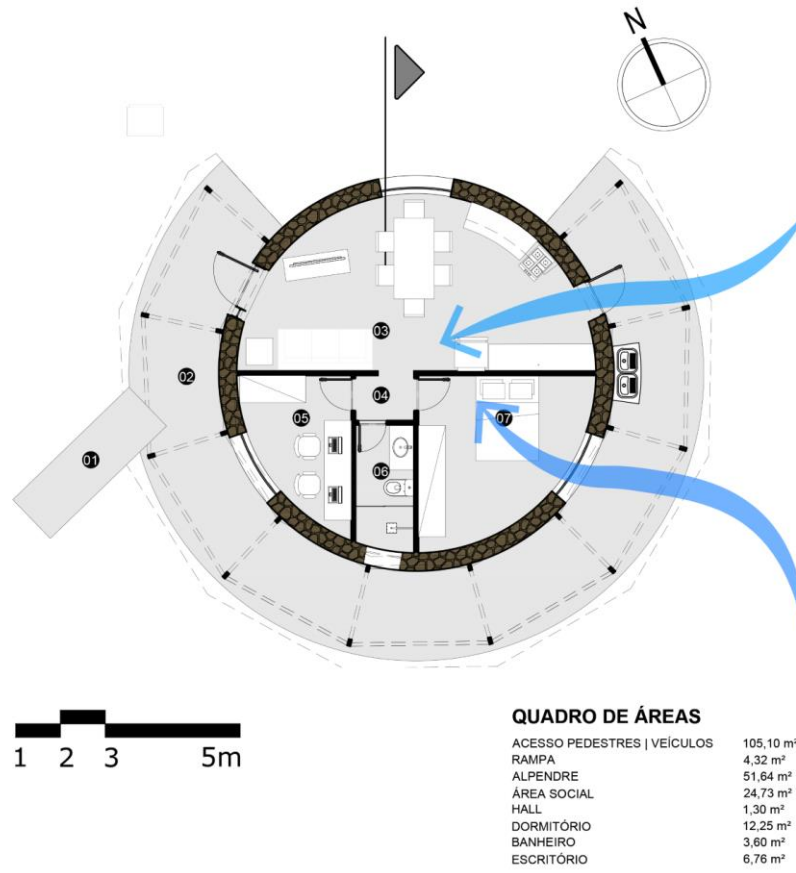 N
03
02
04
05
07
01
06
1 2 3 5m
QUADRO DE ÁREAS
ACESSO PEDESTRES | VEÍCULOS 105,10 m²
RAMPA 4,32 m²
ALPENDRE 51,64 m²
ÁREA SOCIAL 24,73 m²
HALL 1,30 m²
DORMITÓRIO 12,25 m²
BANHEIRO 3,60 m²
ESCRITÓRIO 6,76 m²